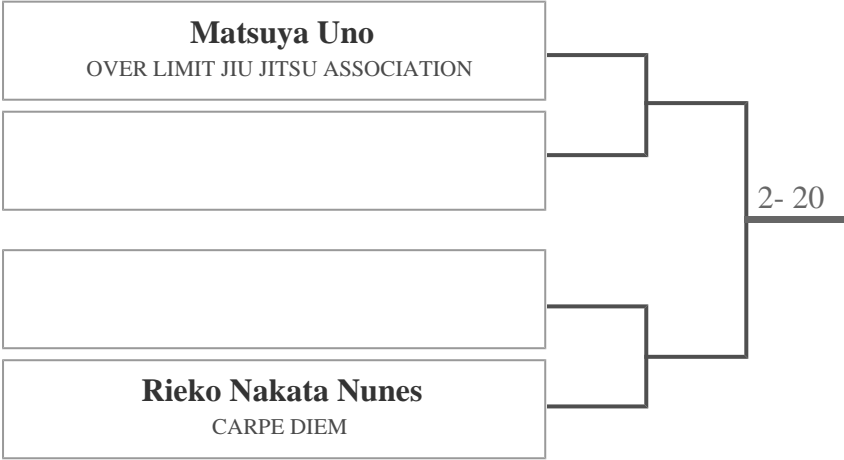 Matsuya Uno
OVER LIMIT JIU JITSU ASSOCIATION
2- 20
Rieko Nakata Nunes
CARPE DIEM